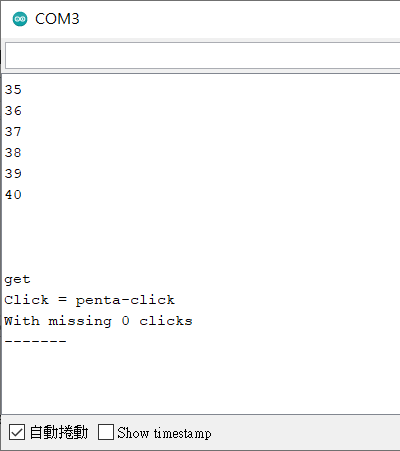 COM3
35
36
37
38
39
40
get
Click = penta-click
With missing 0 clicks
-------
自動捲動 Show timestamp